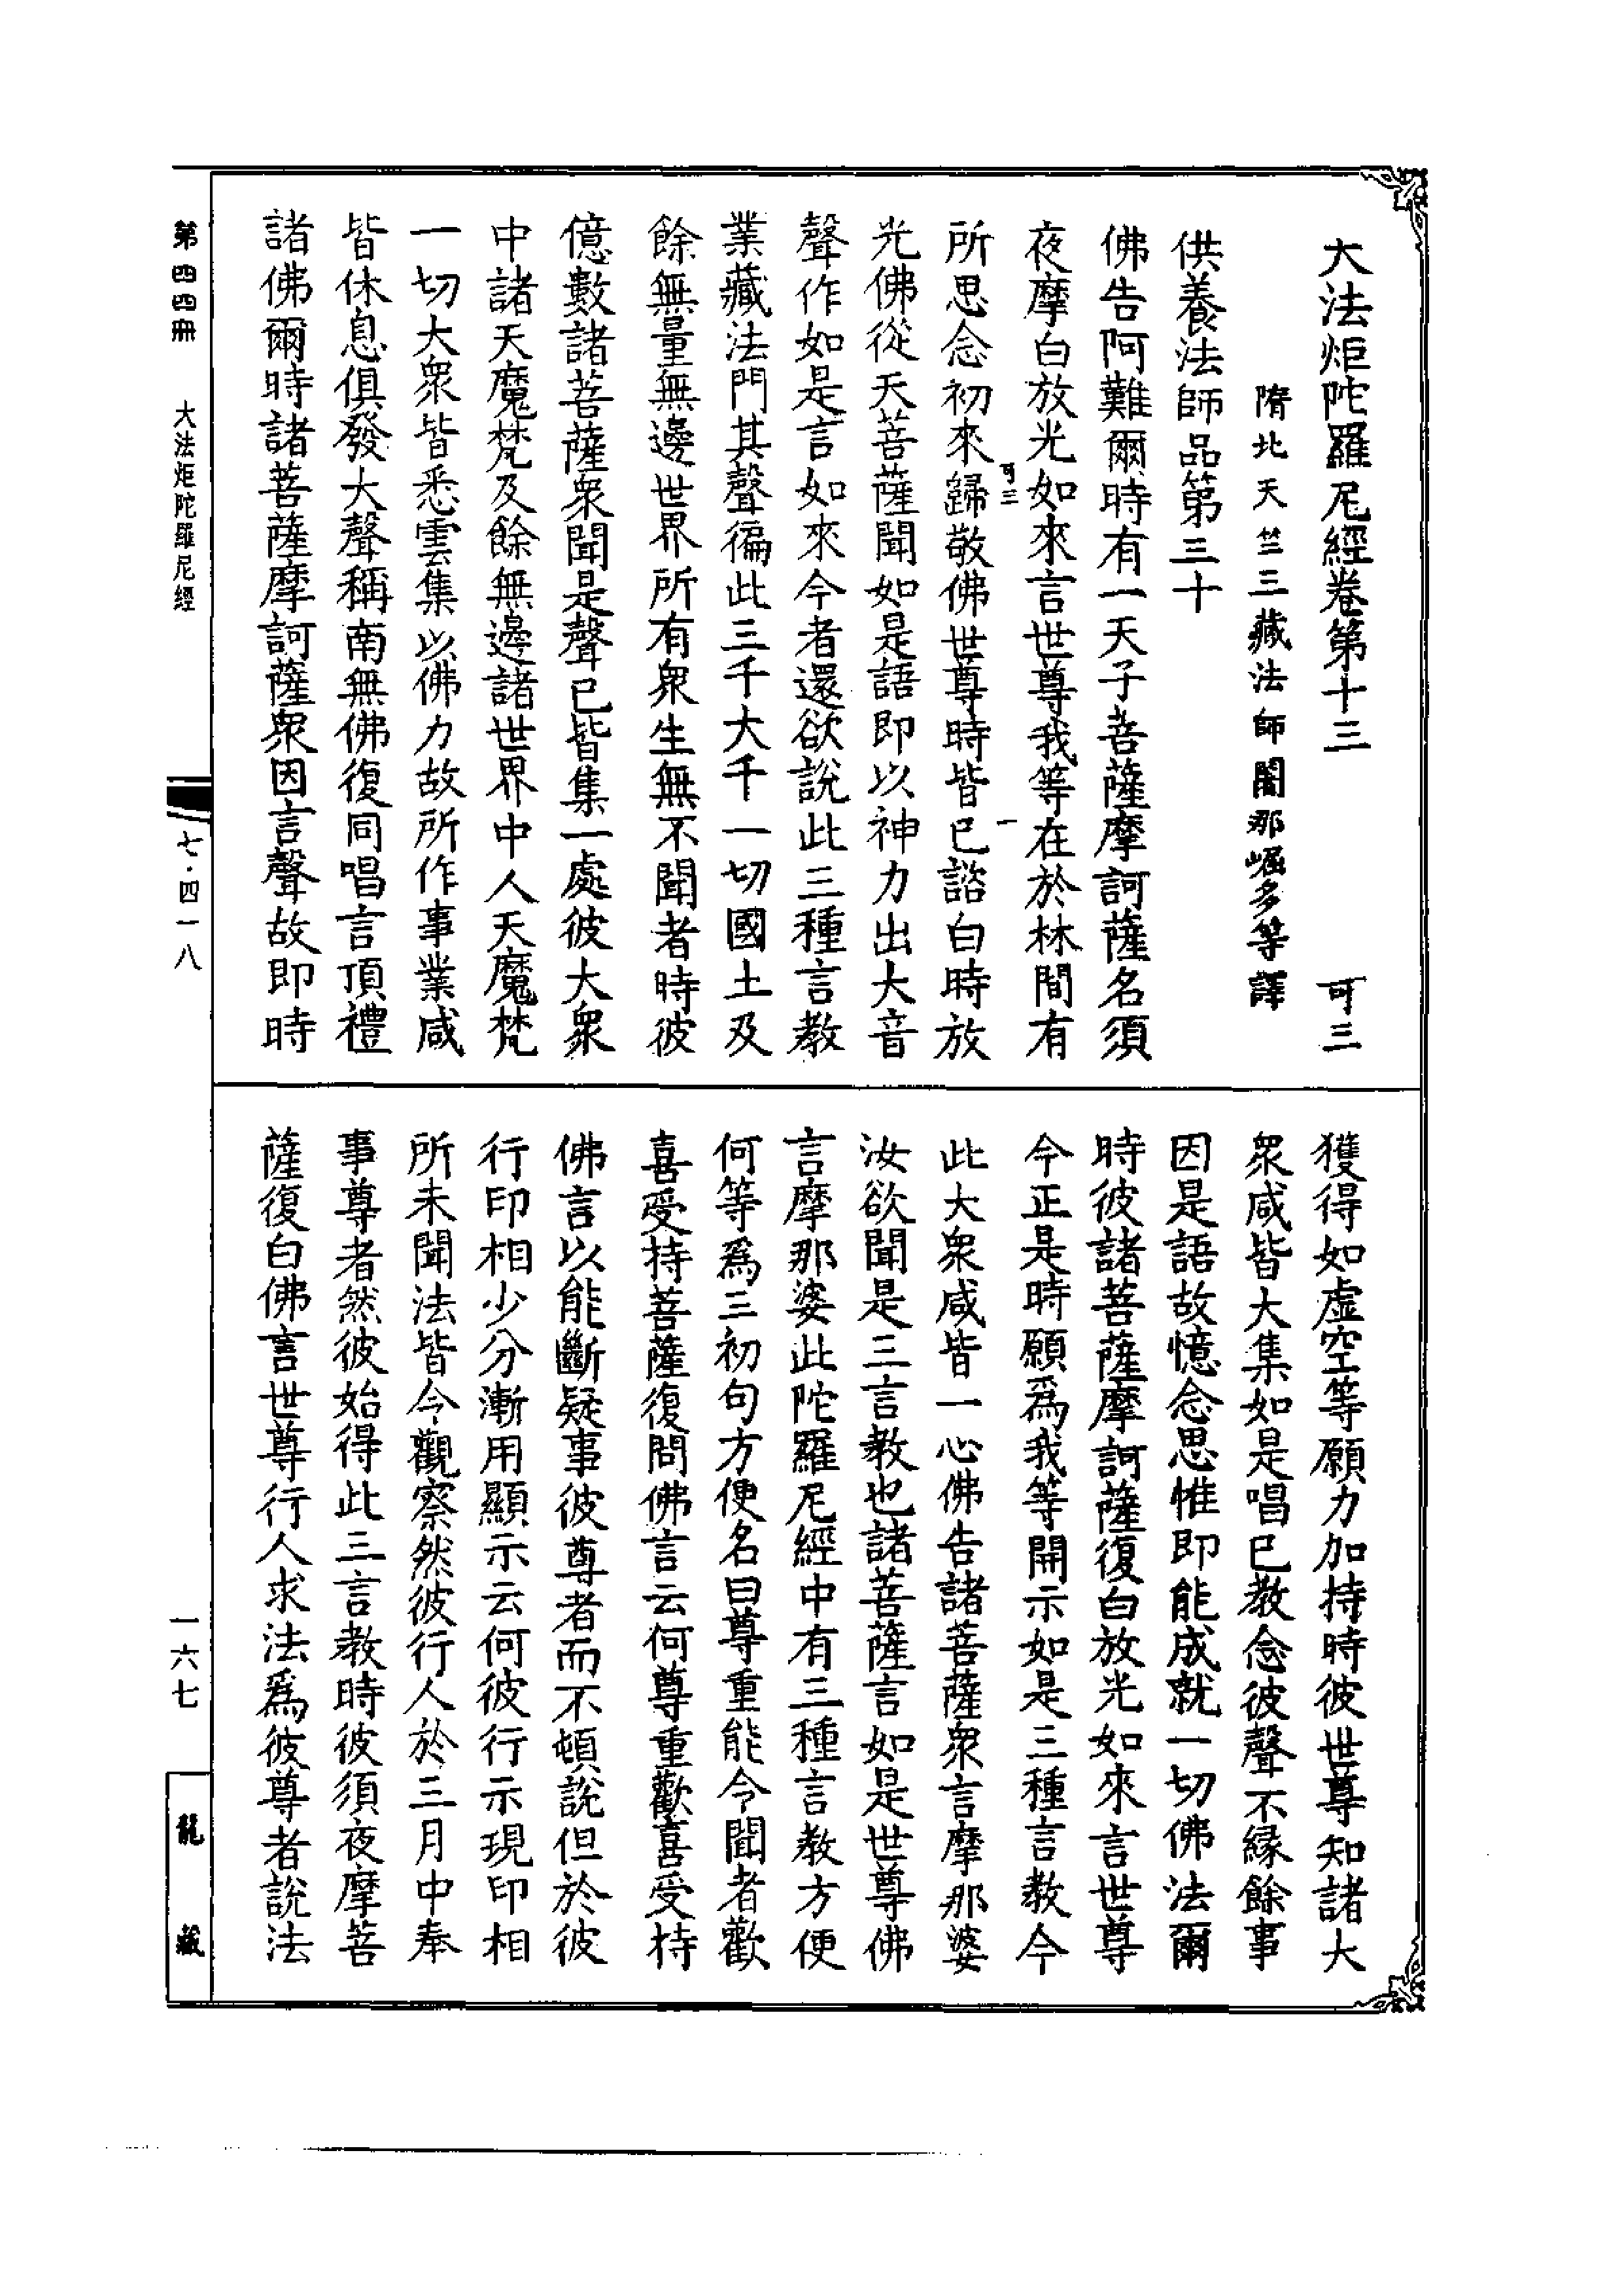 大法炬陀羅尼經卷第十三 可三
隋北天竺三藏法師闍那崛多等譯
供養法師品第三十
佛告阿難爾時有一天子菩薩摩訶薩名須
夜摩白放光如來言世尊我等在於林間有
可三 一
所思念初來歸敬佛世尊時皆已諮白時放
光佛從天菩薩聞如是語即以神力出大音
聲作如是言如來今者還欲說此三種言教
業藏法門其聲徧此三千大千一切國土及
餘無量無邊世界所有衆生無不聞者時彼
億數諸菩薩衆聞是聲已皆集一處彼大衆
中諸天魔梵及餘無邊諸世界中人天魔梵
一切大衆皆悉雲集以佛力故所作事業咸
皆休息俱發大聲稱南無佛復同唱言頂禮
諸佛爾時諸菩薩摩訶薩衆因言聲故即時
獲得如虛空等願力加持時彼世尊知諸大
衆咸皆大集如是唱已教念彼聲不緣餘事
因是語故憶念思惟即能成就一切佛法爾
時彼諸菩薩摩訶薩復白放光如來言世尊
今正是時願爲我等開示如是三種言教今
此大衆咸皆一心佛告諸菩薩衆言摩那婆
汝欲聞是三言教也諸菩薩言如是世尊佛
言摩那婆此陀羅尼經中有三種言教方便
何等爲三初句方便名曰尊重能令聞者歡
喜受持菩薩復問佛言云何尊重歡喜受持
佛言以能斷疑事彼尊者而不頓說但於彼
行印相少分漸用顯示云何彼行示現印相
所未聞法皆今觀察然彼行人於三月中奉
事尊者然彼始得此三言教時彼須夜摩菩
薩復白佛言世尊行人求法爲彼尊者說法
第四四冊 大法炬陀羅尼經
七·四一八
一六七
龍藏